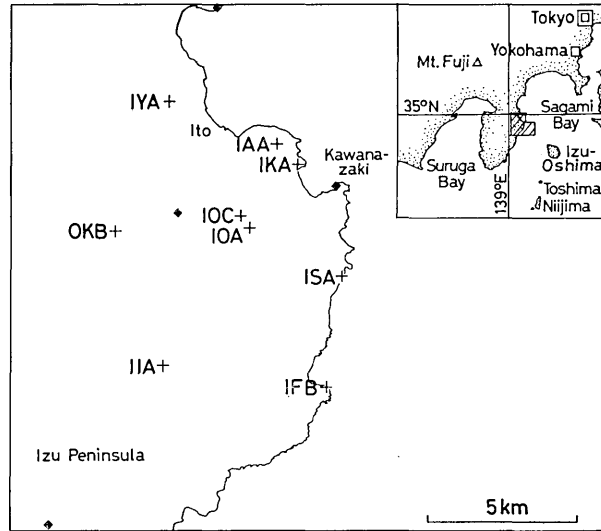 Tokyo
Yokohama
Mt. Fuji
35°N
Sagami
Bay
Izu-
Oshima
Suruga
Bay
139°E
Toshima
Niijima
IYA+
Ito
IAA+
IKA+
Kawana-
zaki
IOC+
OKB+
IOA+
ISA+
IIA+
IFB+
Izu Peninsula
5km